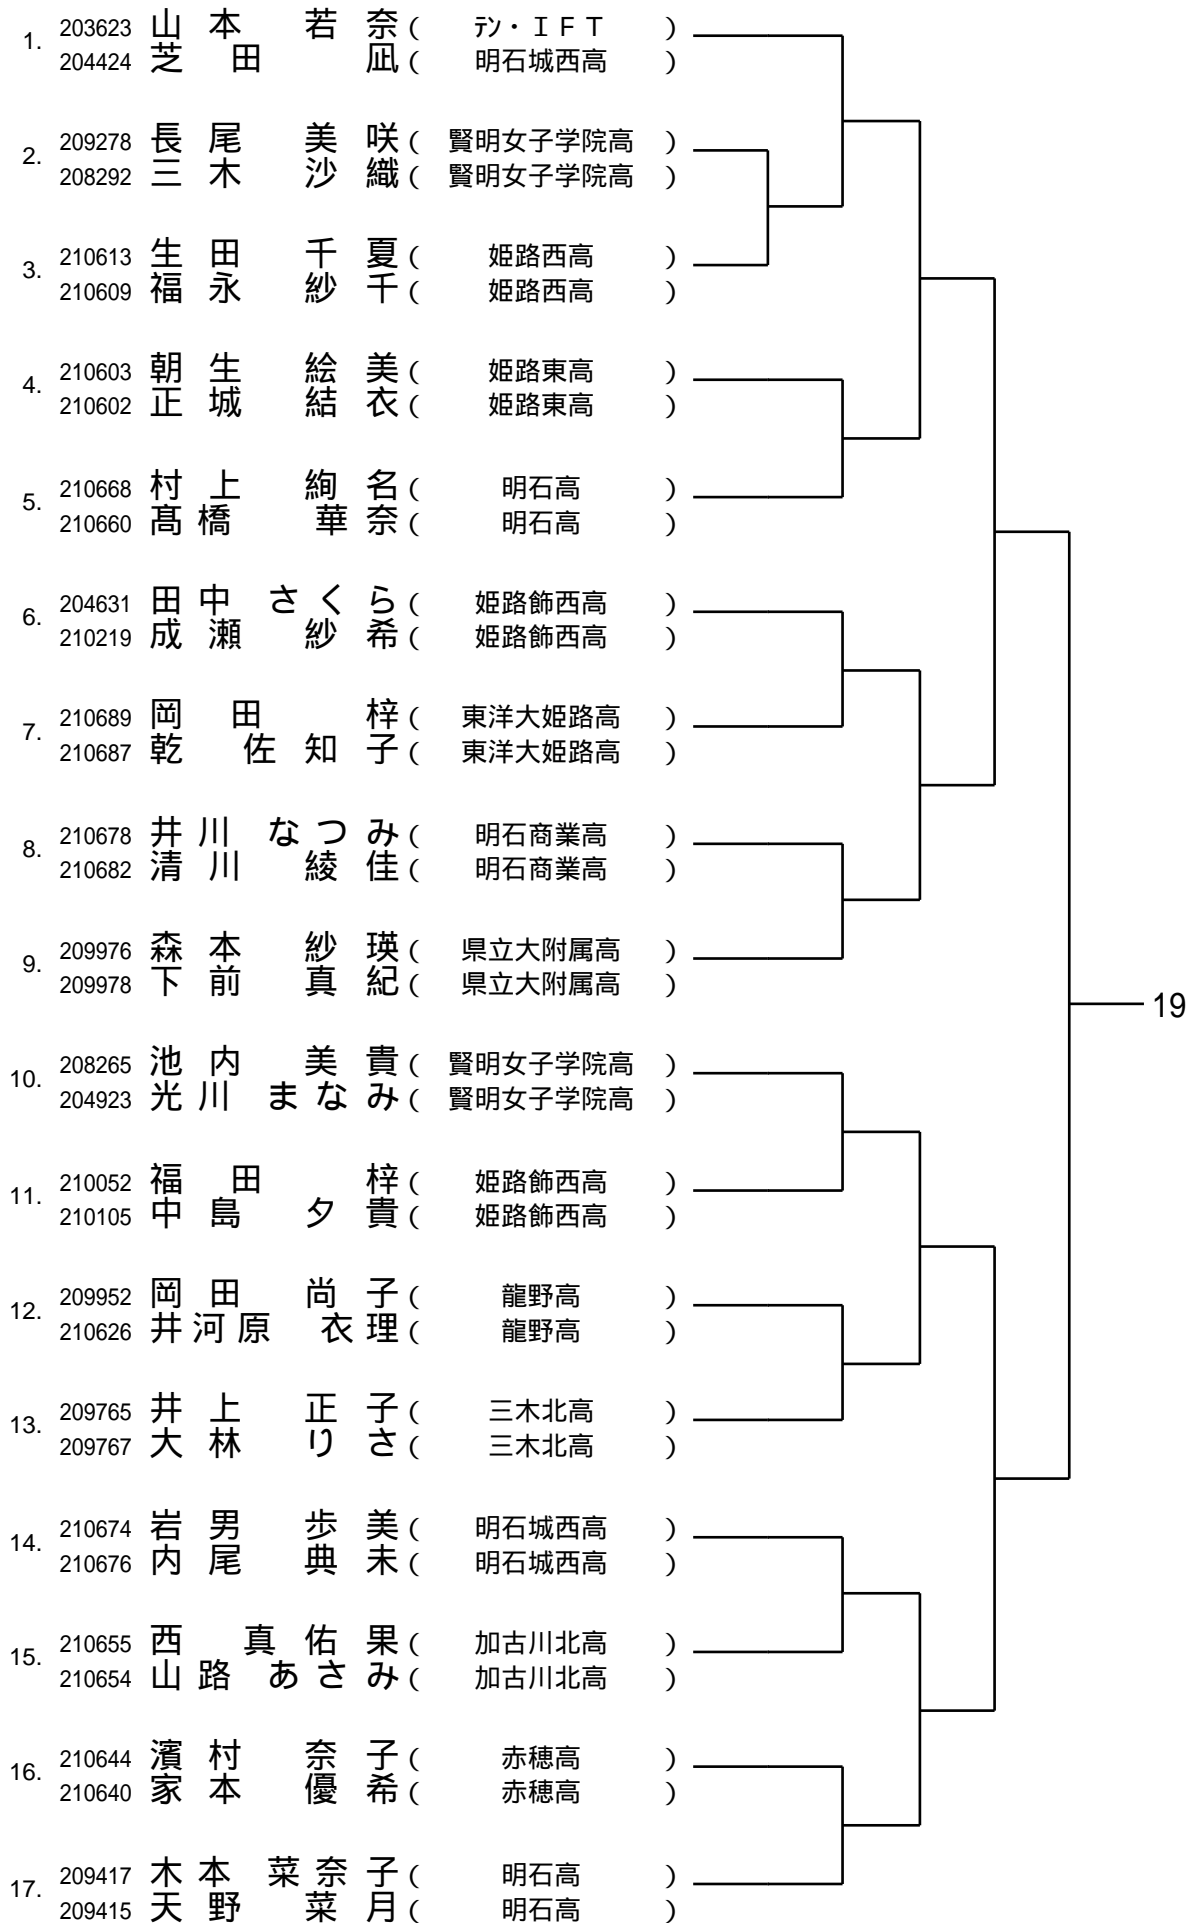 1. 203623 山本 若奈 ( ﾃﾝ・ＩＦＴ )
204424 芝田 凪 ( 明石城西高 )
2. 209278 長尾 美咲 ( 賢明女子学院高 )
208292 三木 沙織 ( 賢明女子学院高 )
3. 210613 生田 千夏 ( 姫路西高 )
210609 福永 紗千 ( 姫路西高 )
4. 210603 朝生 絵美 ( 姫路東高 )
210602 正城 結衣 ( 姫路東高 )
5. 210668 村上 絢名 ( 明石高 )
210660 髙橋 華奈 ( 明石高 )
6. 204631 田中 さくら ( 姫路飾西高 )
210219 成瀬 紗希 ( 姫路飾西高 )
7. 210689 岡田 梓 ( 東洋大姫路高 )
210687 乾 佐知子 ( 東洋大姫路高 )
8. 210678 井川 なつみ ( 明石商業高 )
210682 清川 綾佳 ( 明石商業高 )
9. 209976 森本 紗瑛 ( 県立大附属高 )
209978 下前 真紀 ( 県立大附属高 )
19
10. 208265 池内 美貴 ( 賢明女子学院高 )
204923 光川 まなみ ( 賢明女子学院高 )
11. 210052 福田 梓 ( 姫路飾西高 )
210105 中島 夕貴 ( 姫路飾西高 )
12. 209952 岡田 尚子 ( 龍野高 )
210626 井河原 衣理 ( 龍野高 )
13. 209765 井上 正子 ( 三木北高 )
209767 大林 りさ ( 三木北高 )
14. 210674 岩男 歩美 ( 明石城西高 )
210676 内尾 典未 ( 明石城西高 )
15. 210655 西 真佑果 ( 加古川北高 )
210654 山路 あさみ ( 加古川北高 )
16. 210644 濱村 奈子 ( 赤穂高 )
210640 家本 優希 ( 赤穂高 )
17. 209417 木本 菜奈子 ( 明石高 )
209415 天野 菜月 ( 明石高 )